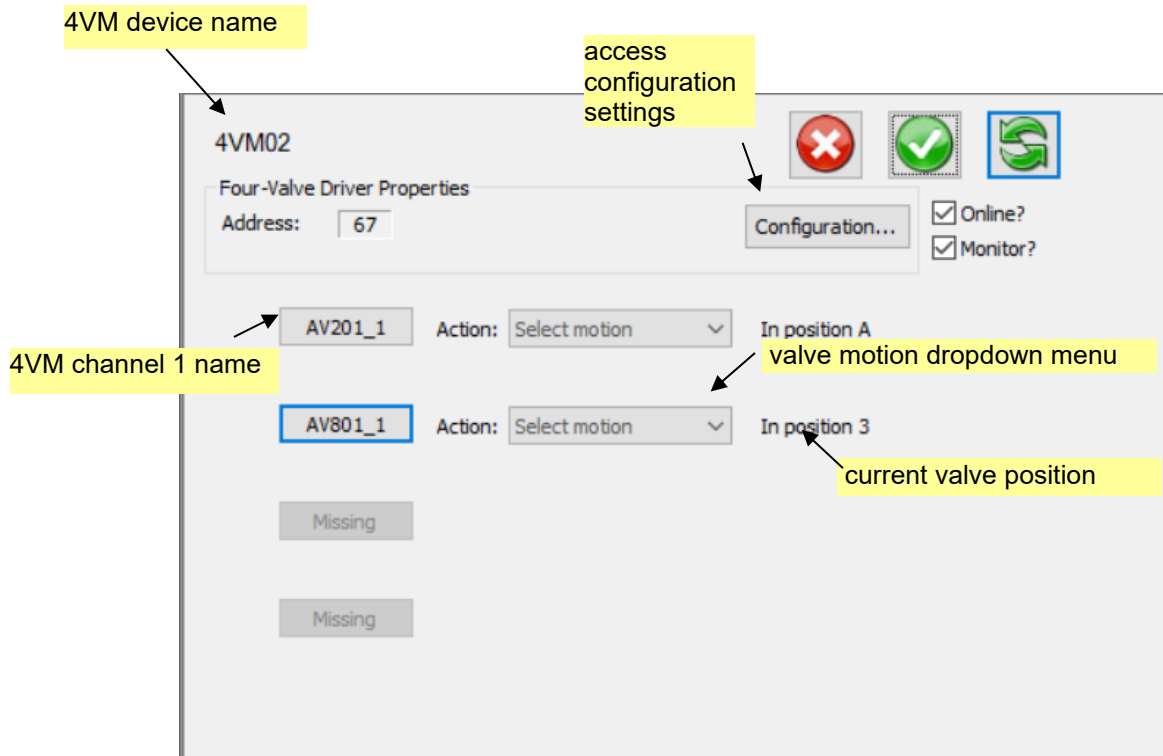 4VM device name
access
configuration
settings
4VM02
Four-Valve Driver Properties
Address: 67
Configuration...
Online?
Monitor?
AV201_1 Action: Select motion In position A
4VM channel 1 name
valve motion dropdown menu
AV801_1 Action: Select motion In position 3
current valve position
Missing
Missing